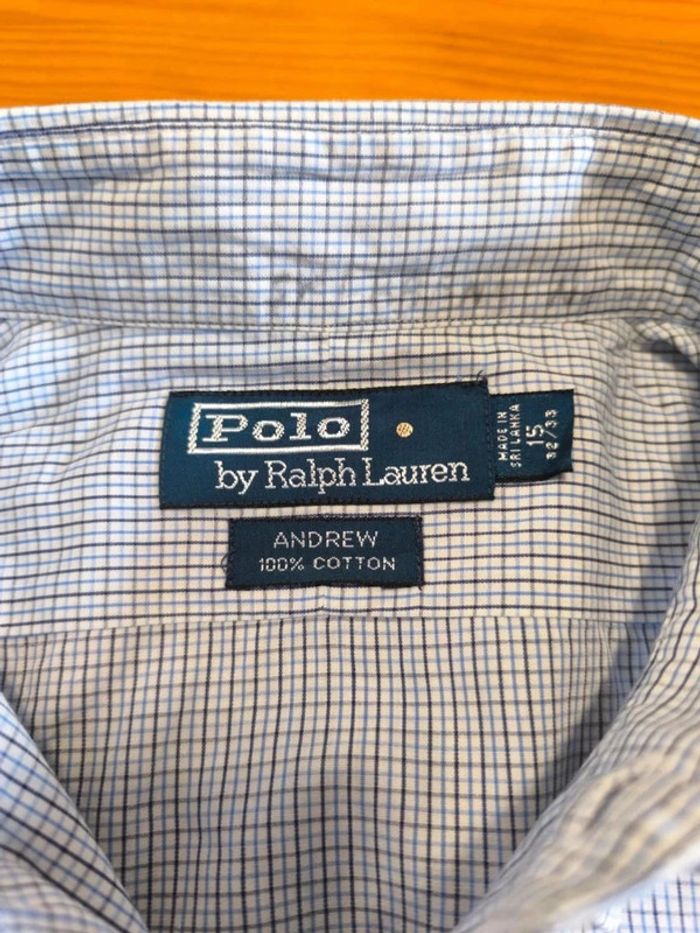 Polo
by Ralph Lauren
MADE IN
SRI LANKA
15
32/33
ANDREW
100% COTTON